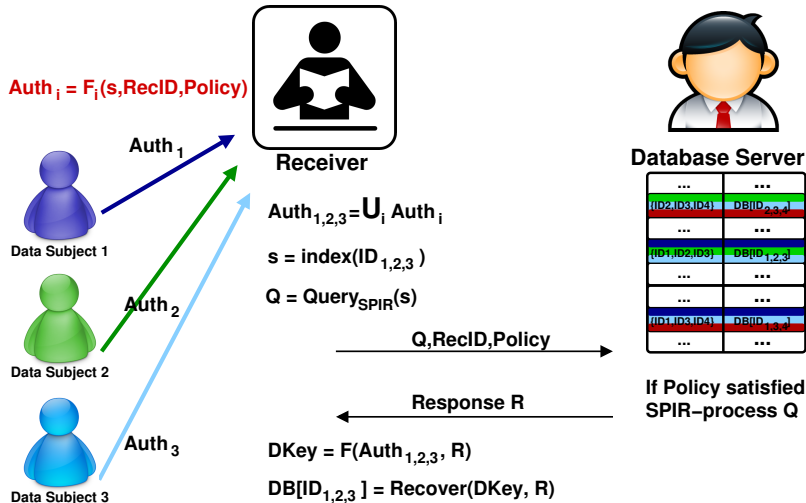 Auth i = Fi(s,RecID,Policy)
Auth 1
Data Subject 1
Auth 2
Data Subject 2
Auth 3
Data Subject 3
Receiver
Auth1,2,3=Ui Authi
s = index(ID1,2,3 )
Q = QuerySPIR(s)
Q,RecID,Policy
Response R
DKey = F(Auth1,2,3, R)
DB[ID1,2,3 ] = Recover(DKey, R)
Database Server
... ...
{ID2,ID3,ID4} DB[ID2,3,4]
... ...
{ID1,ID2,ID3} DB[ID1,2,3]
... ...
... ...
{ID1,ID3,ID4} DB[ID1,3,4]
... ...
If Policy satisfied
SPIR−process Q